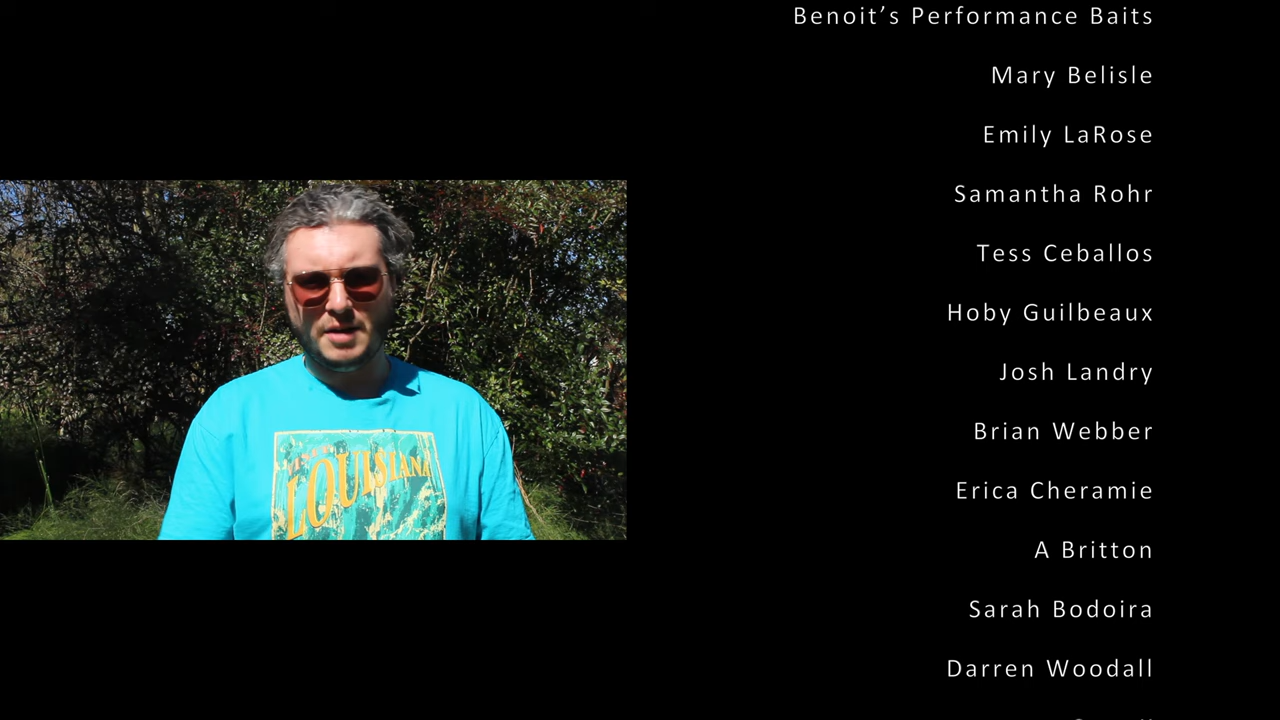 Benoit’s Performance Baits
Mary Belisle
Emily LaRose
Samantha Rohr
Tess Ceballos
Hoby Guilbeaux
Josh Landry
Brian Webber
Erica Cheramie
A Britton
Sarah Bodoira
Darren Woodall
LOUISIANA